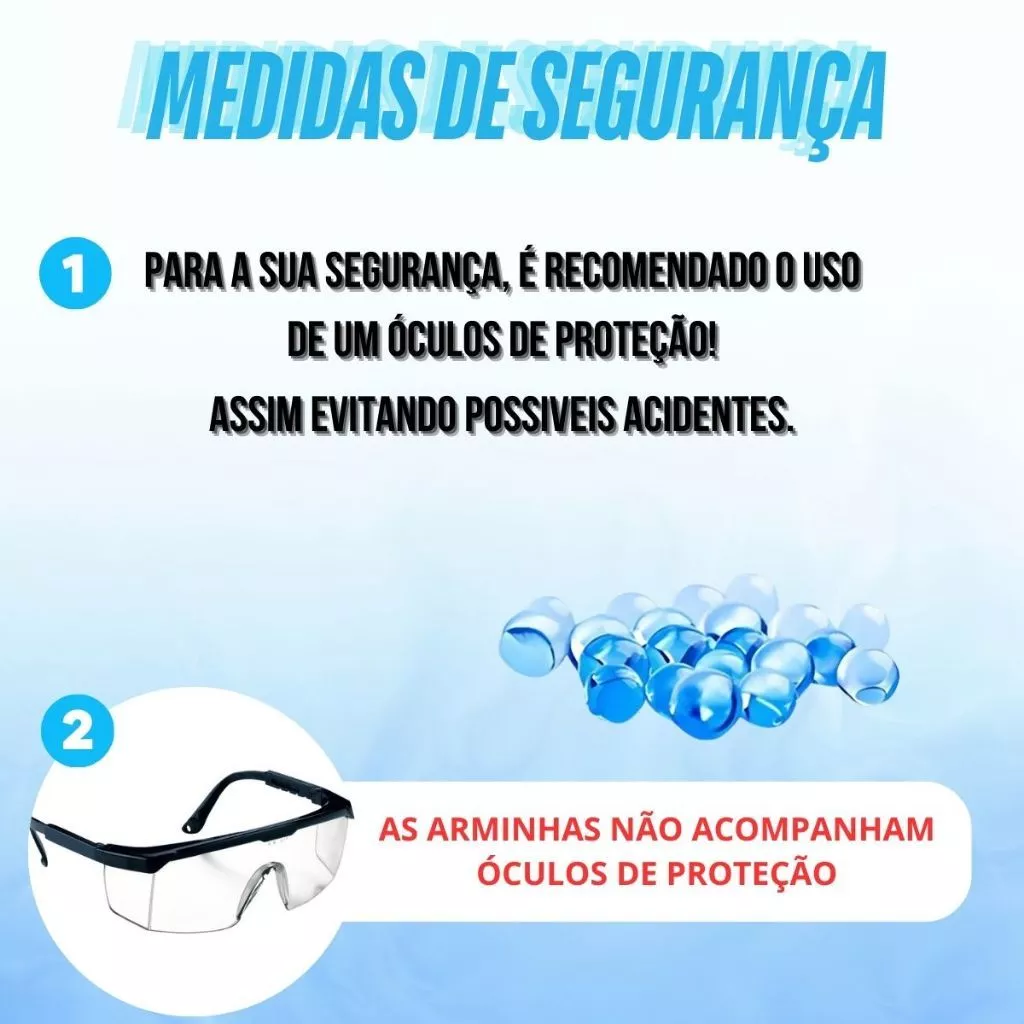 MEDIDAS DE SEGURANÇA
1 PARA A SUA SEGURANÇA, É RECOMENDADO O USO
DE UM ÓCULOS DE PROTEÇÃO!
ASSIM EVITANDO POSSIVEIS ACIDENTES.
2
AS ARMINHAS NÃO ACOMPANHAM
ÓCULOS DE PROTEÇÃO